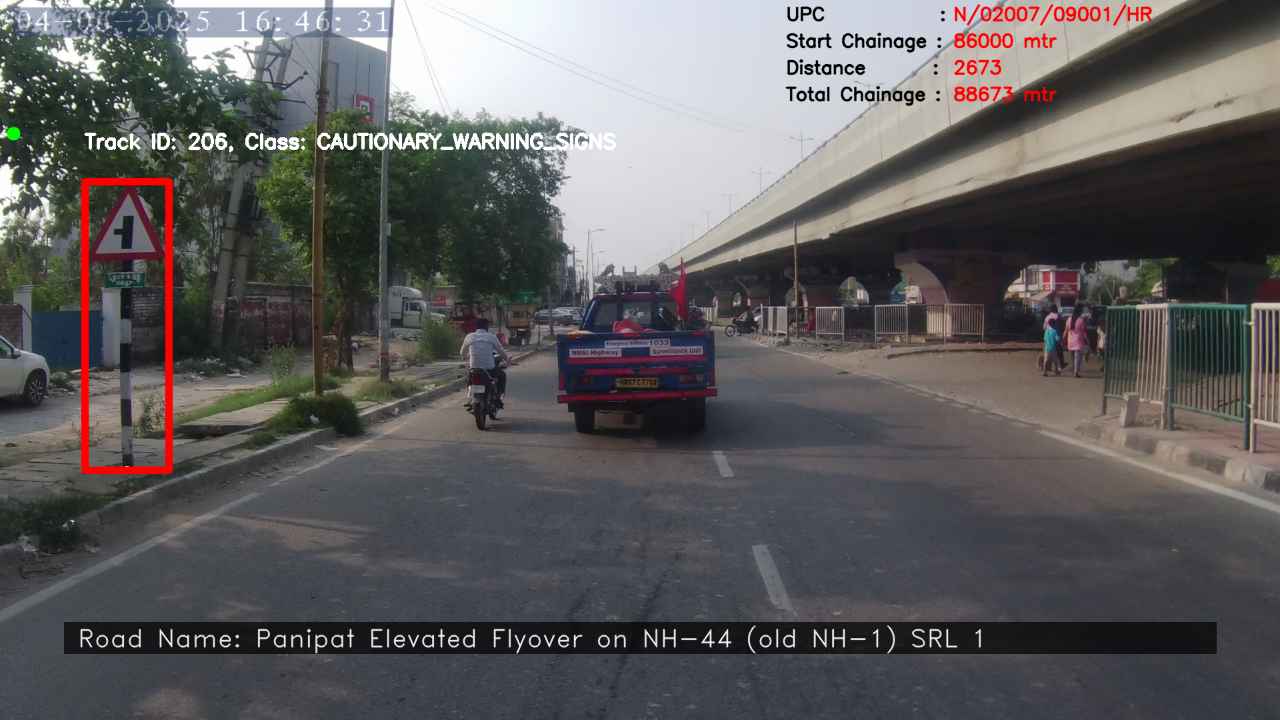 04-06-2025 16:46:31
UPC : N/02007/09001/HR
Start Chainage : 86000 mtr
Distance : 2673
Total Chainage : 88673 mtr
Track ID: 206, Class: CAUTIONARY_WARNING_SIGNS
1033
NHAI Highway
Road Name: Panipat Elevated Flyover on NH-44 (old NH-1) SRL 1